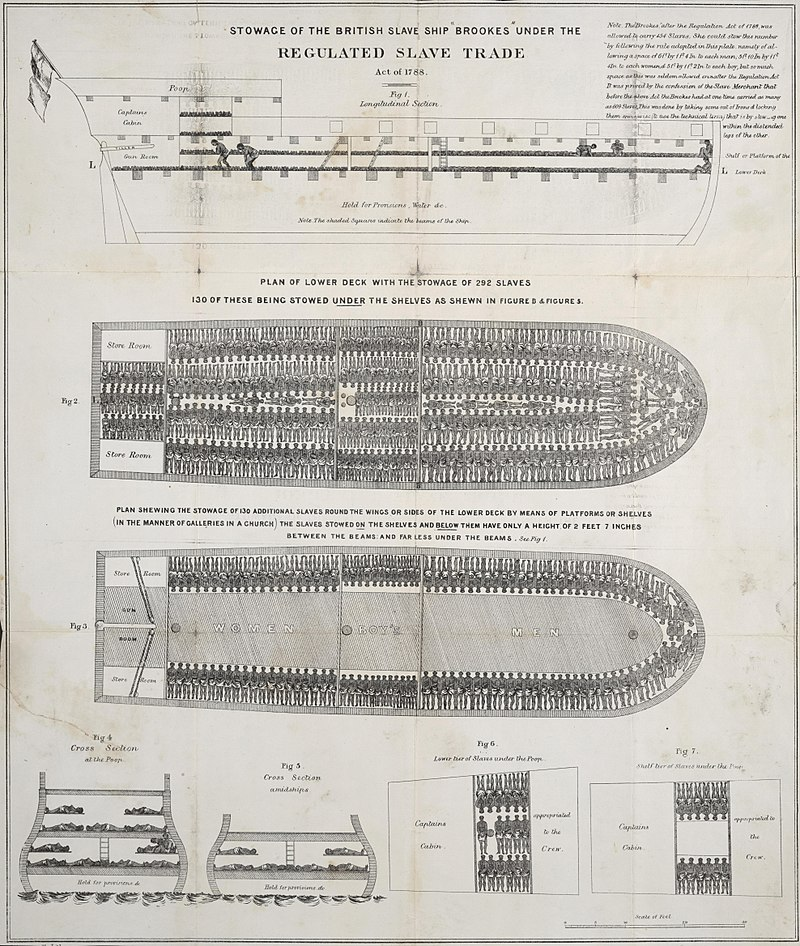 STOWAGE OF THE BRITISH SLAVE SHIP "BROOKES" UNDER THE
REGULATED SLAVE TRADE
Act of 1788.
Note. The "Brookes" after the Regulation Act of 1788, was
allowed to carry 454 Slaves. She could stow this number
by following the rule adopted in this plate, namely of al-
lowing a space of 6ft by 1ft 4In to each man, 5ft 10In by 1ft
4In to each women, & 5ft by 1ft 2In to each boy, but so much
space as this was seldom allowed even after the Regulation Act
It was proved by the confession of the Slave Merchant that
before the above Act the Brookes had at one time carried as many
as 609 Slaves. This was done by taking some out of Irons & locking
them spoonwise (to use the technical term) that is by stowing one
within the distended
legs of the other.
Fig 1.
Longitudinal Section.
Poop
Captains
Cabin
Gun Room
L
Shelf or Platform of the
L Lower Deck
Hold for Provisions, Water &c.
Note The shaded Squares indicate the beams of the Ship.
PLAN OF LOWER DECK WITH THE STOWAGE OF 292 SLAVES
130 OF THESE BEING STOWED UNDER THE SHELVES AS SHEWN IN FIGURE B & FIGURE 5.
Fig 2.
Store Room
Store Room
PLAN SHEWING THE STOWAGE OF 130 ADDITIONAL SLAVES ROUND THE WINGS OR SIDES OF THE LOWER DECK BY MEANS OF PLATFORMS OR SHELVES
(IN THE MANNER OF GALLERIES IN A CHURCH) THE SLAVES STOWED ON THE SHELVES AND BELOW THEM HAVE ONLY A HEIGHT OF 2 FEET 7 INCHES
BETWEEN THE BEAMS: AND FAR LESS UNDER THE BEAMS. See Fig 1.
Fig 3.
Store Room
GUN
ROOM
Store Room
WOMEN
BOY'S
MEN
Fig 4
Cross Section
at the Poop.
Hold for provisions &c
Fig 5.
Cross Section
amidships
Hold for provisions &c
Fig 6.
Lower tier of Slaves under the Poop.
Captains
Cabin.
appropriated
to the
Crew.
Fig 7.
Shelf tier of Slaves under the Poop
Captains
Cabin.
appropriated to
the
Crew.
Scale of Feet